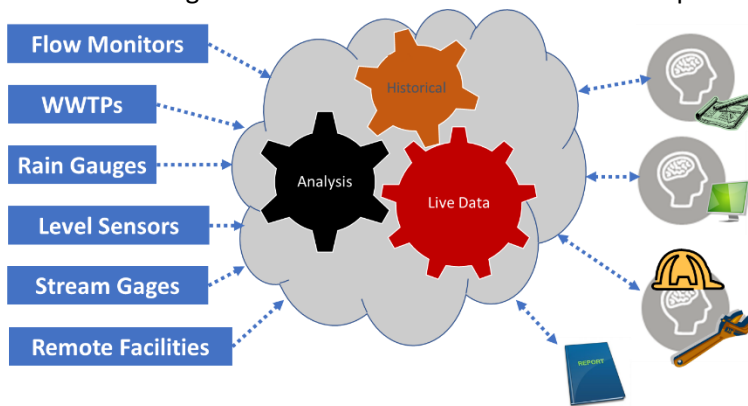 Flow Monitors
WWTPs
Rain Gauges
Level Sensors
Stream Gages
Remote Facilities
Historical
Analysis
Live Data
REPORT